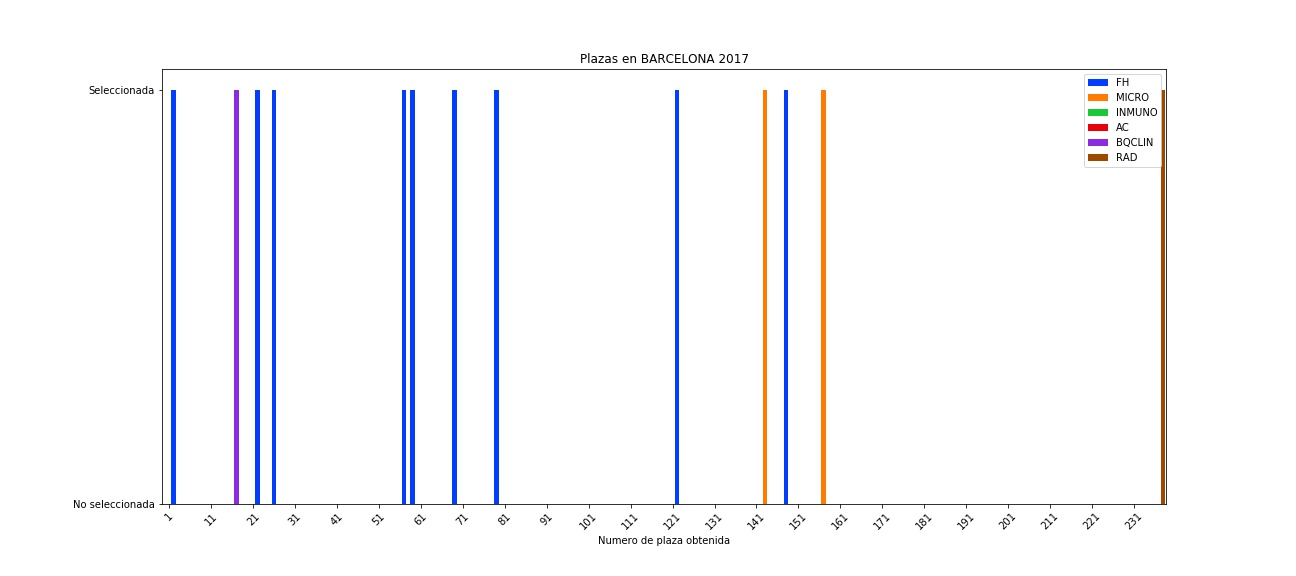 Plazas en BARCELONA 2017
Seleccionada
No seleccionada
FH
MICRO
INMUNO
AC
BQCLIN
RAD
1 11 21 31 41 51 61 71 81 91 101 111 121 131 141 151 161 171 181 191 201 211 221 231
Numero de plaza obtenida